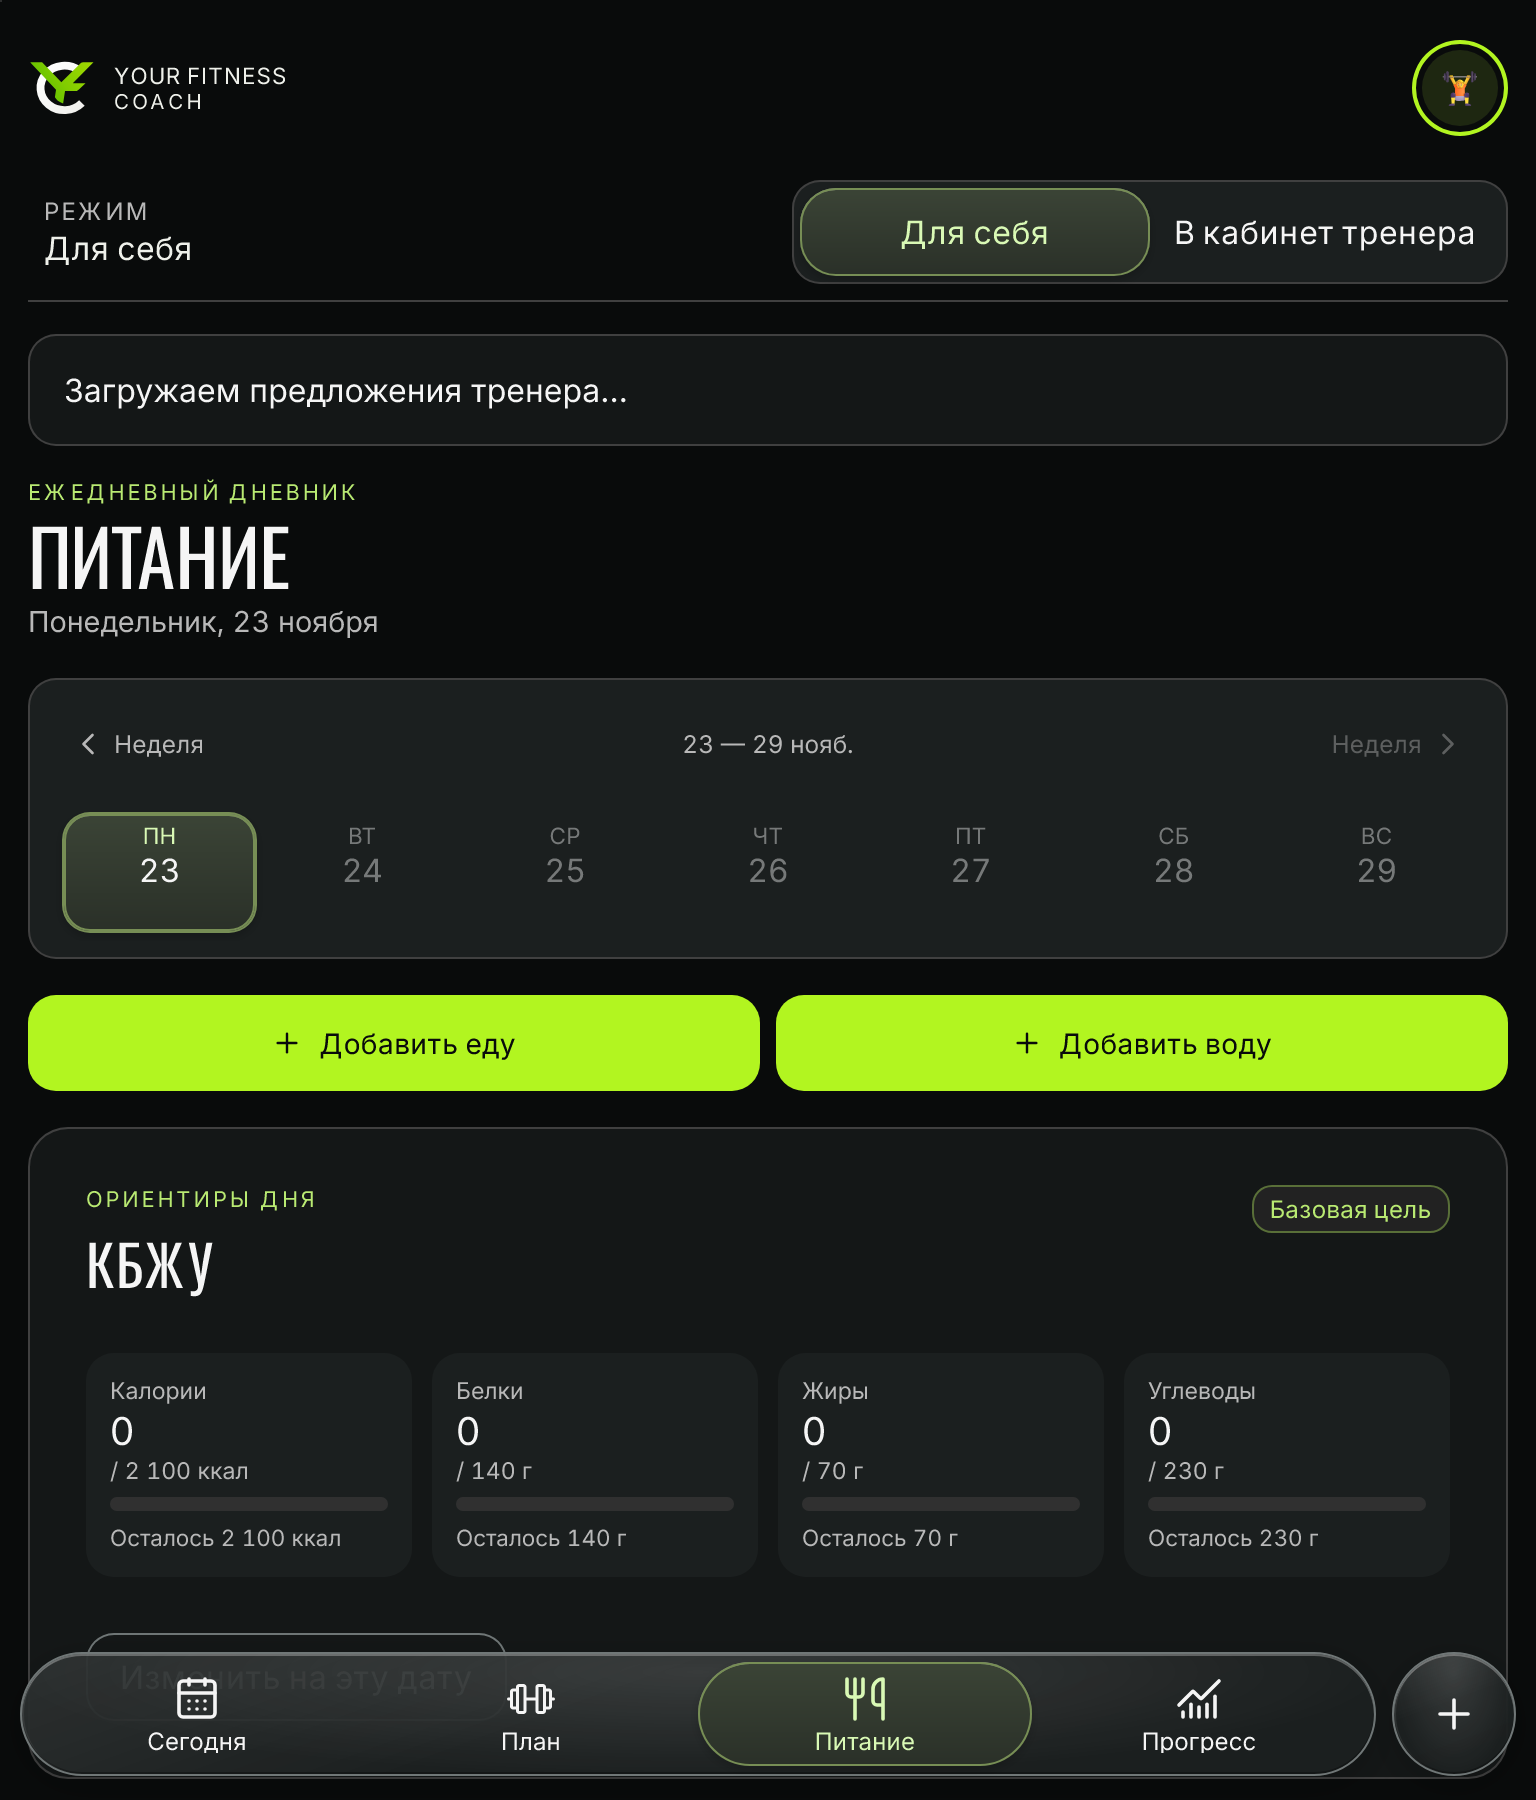 YOUR FITNESS
COACH
РЕЖИМ
Для себя
Для себя
В кабинет тренера
Загружаем предложения тренера...
ЕЖЕДНЕВНЫЙ ДНЕВНИК
ПИТАНИЕ
Понедельник, 23 ноября
Неделя
23 — 29 нояб.
Неделя
ПН
23
ВТ
24
СР
25
ЧТ
26
ПТ
27
СБ
28
ВС
29
+ Добавить еду
+ Добавить воду
ОРИЕНТИРЫ ДНЯ
Базовая цель
КБЖУ
Калории
0
/ 2 100 ккал
Осталось 2 100 ккал
Белки
0
/ 140 г
Осталось 140 г
Жиры
0
/ 70 г
Осталось 70 г
Углеводы
0
/ 230 г
Осталось 230 г
Изменить на эту дату
Сегодня
План
Питание
Прогресс
+